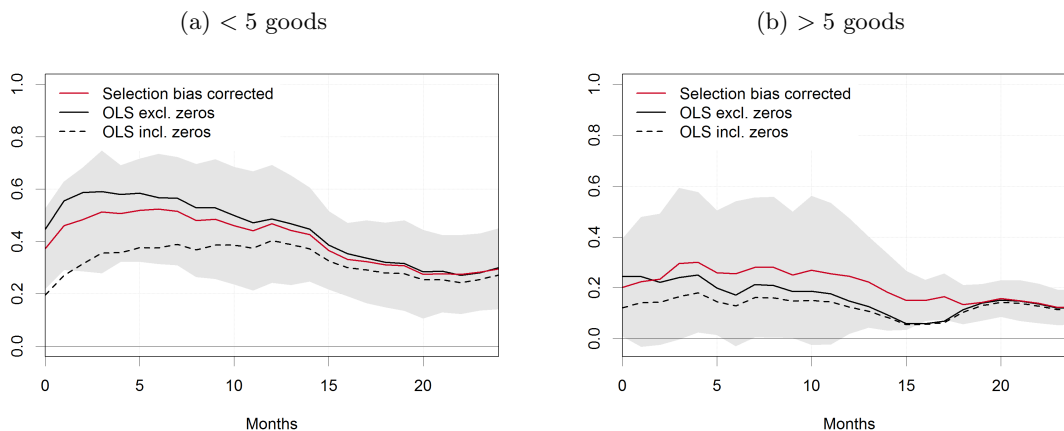 (a) < 5 goods
Selection bias corrected
OLS excl. zeros
OLS incl. zeros
1.0
0.8
0.6
0.4
0.2
0.0
0 5 10 15 20
Months
(b) > 5 goods
Selection bias corrected
OLS excl. zeros
OLS incl. zeros
1.0
0.8
0.6
0.4
0.2
0.0
0 5 10 15 20
Months